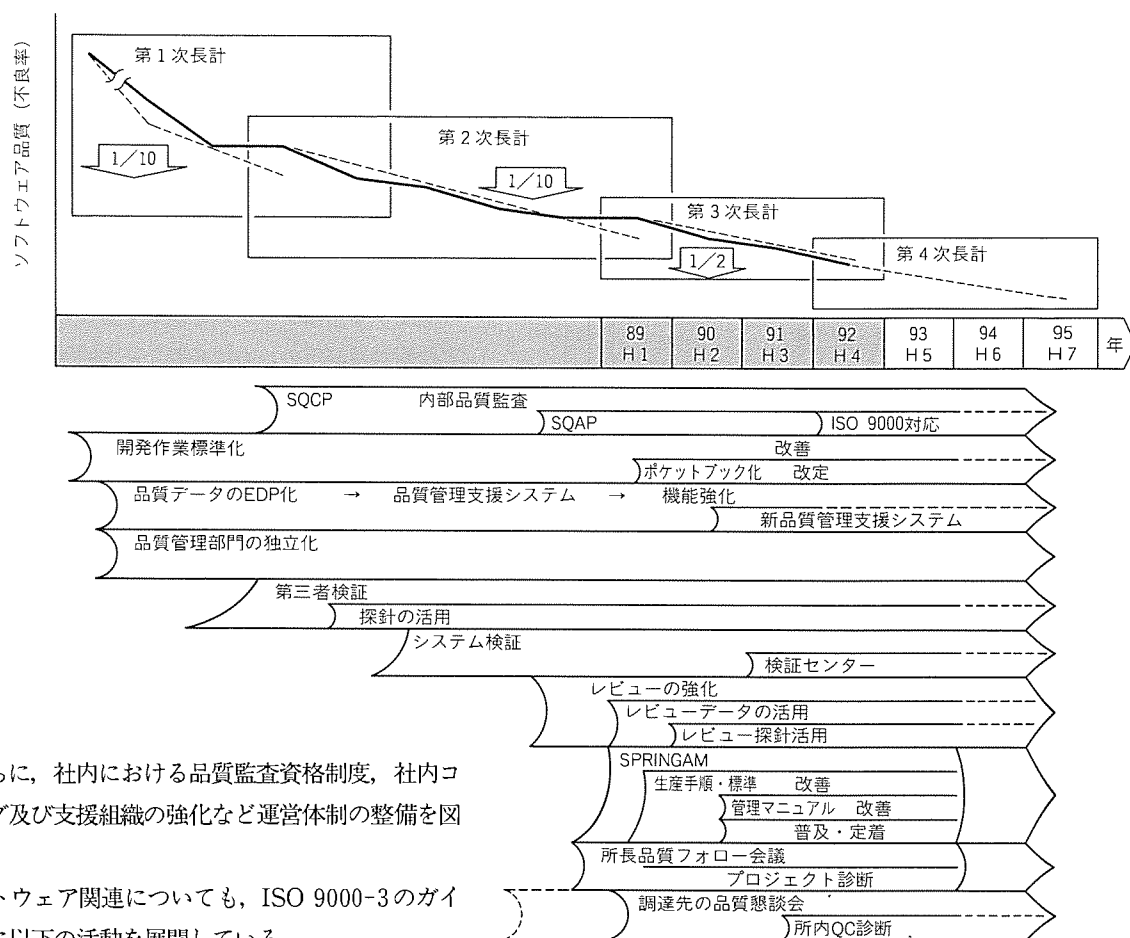 ソフトウェア品質(不良率)
第1次長計
1/10
第2次長計
1/10
第3次長計
1/2
第4次長計
89 90 91 92 93 94 95 年
H1 H2 H3 H4 H5 H6 H7
SQCP 内部品質監査
SQAP ISO 9000対応
開発作業標準化 改善
ポケットブック化 改定
品質データのEDP化 → 品質管理支援システム → 機能強化
新品質管理支援システム
品質管理部門の独立化
第三者検証
探針の活用
システム検証
検証センター
レビューの強化
レビューデータの活用
レビュー探針活用
SPRINGAM
生産手順・標準 改善
管理マニュアル 改善
普及・定着
所長品質フォロー会議
プロジェクト診断
調達先の品質懇談会
所内QC診断
らに,社内における品質監査資格制度,社内コ
グ及び支援組織の強化など運営体制の整備を図
トウェア関連についても,ISO 9000-3のガイ